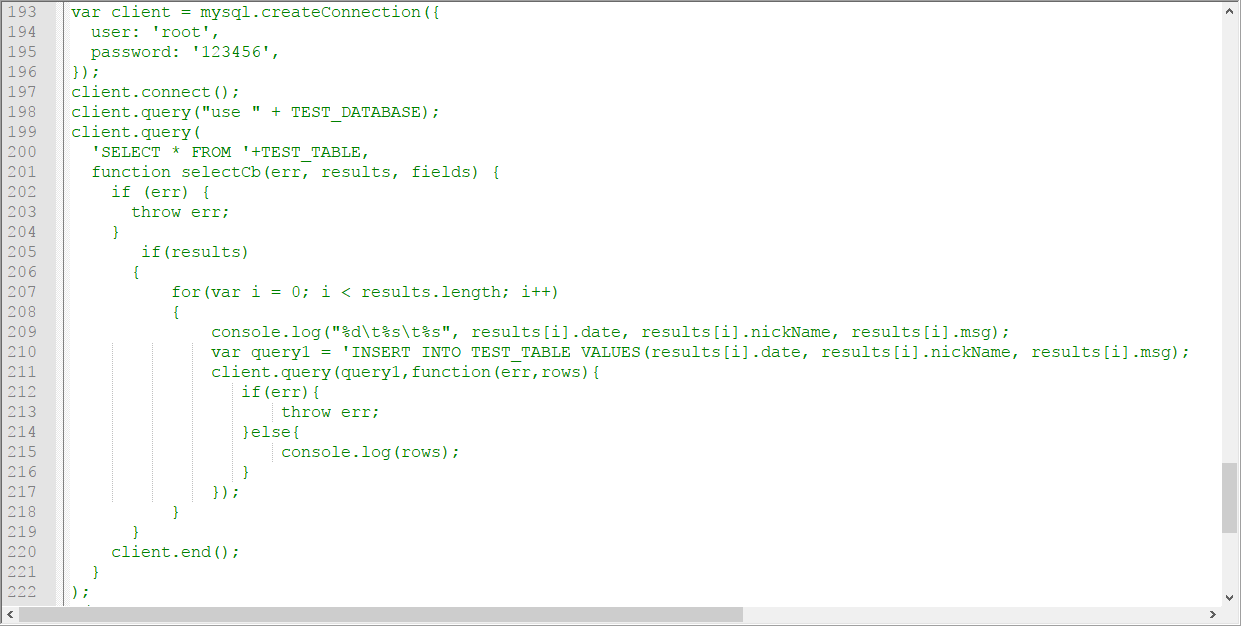 193 var client = mysql.createConnection({
194   user: 'root',
195   password: '123456',
196 });
197 client.connect();
198 client.query("use " + TEST_DATABASE);
199 client.query(
200   'SELECT * FROM '+TEST_TABLE,
201   function selectCb(err, results, fields) {
202     if (err) {
203       throw err;
204     }
205        if(results)
206       {
207           for(var i = 0; i < results.length; i++)
208           {
209               console.log("%d\t%s\t%s", results[i].date, results[i].nickName, results[i].msg);
210               var query1 = 'INSERT INTO TEST_TABLE VALUES(results[i].date, results[i].nickName, results[i].msg);
211               client.query(query1,function(err,rows){
212                  if(err){
213                      throw err;
214                  }else{
215                      console.log(rows);
216                  }
217               });
218           }
219       }
220     client.end();
221   }
222 );